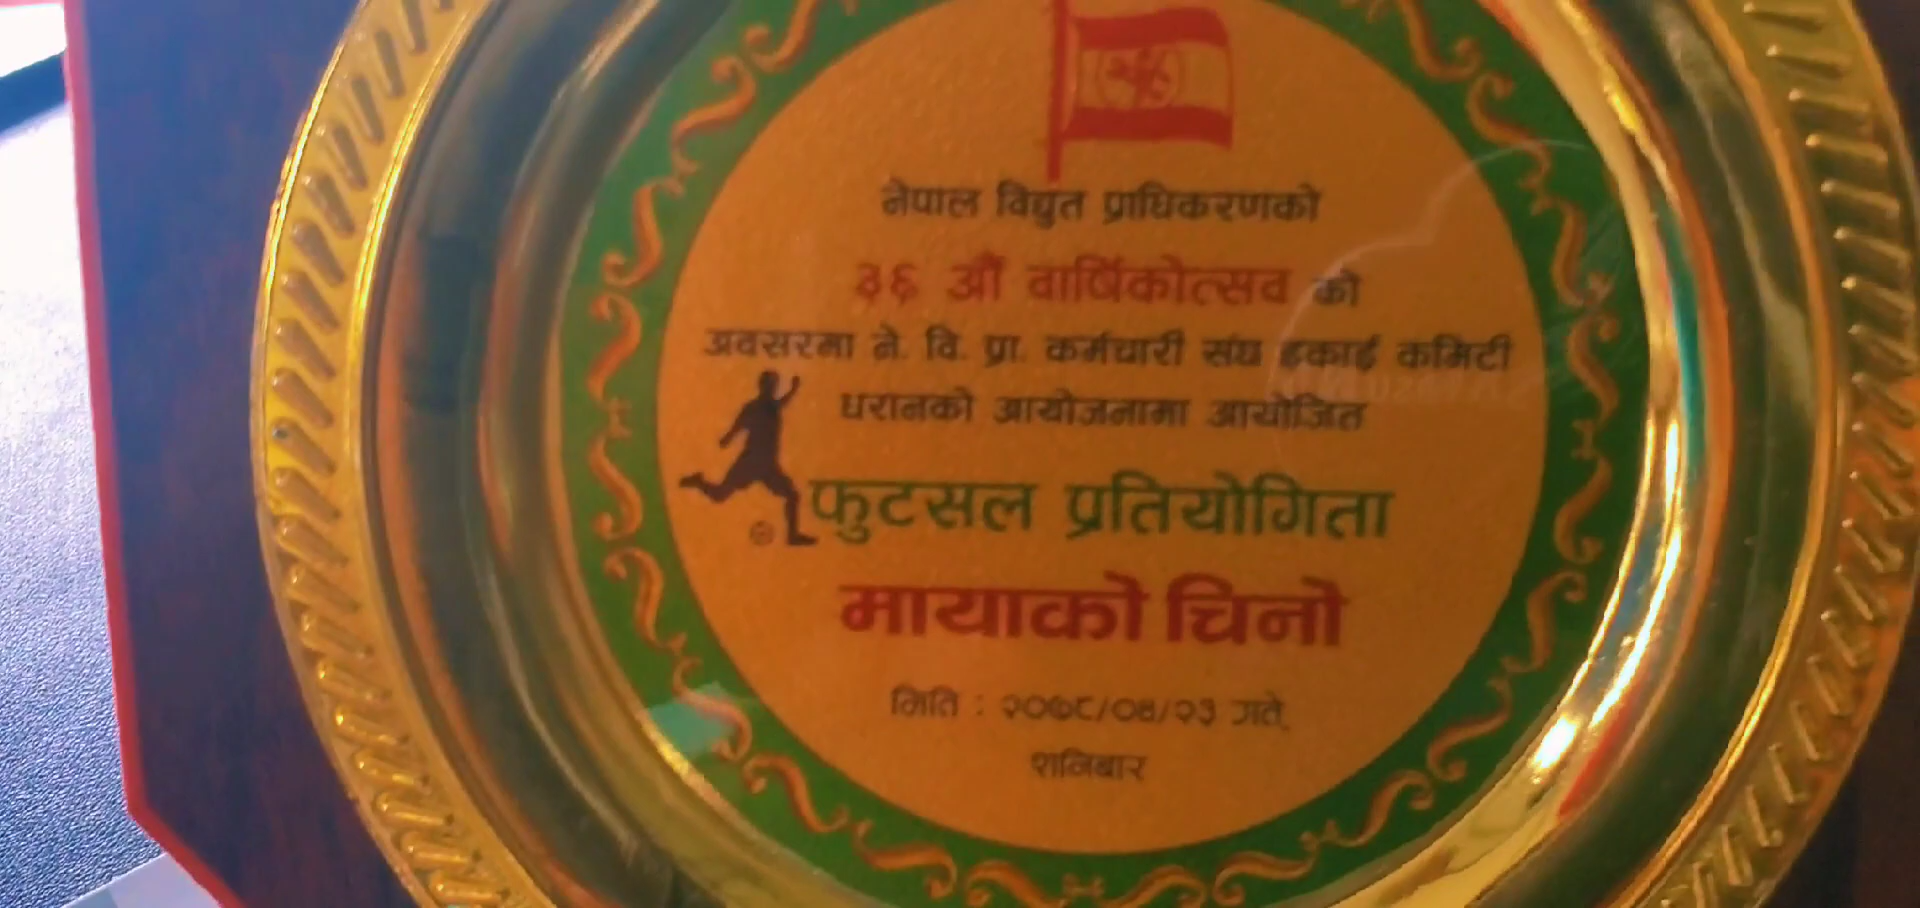 नेपाल विद्युत प्राधिकरणको
३६ औं वार्षिकोत्सव को
अवसरमा ने. वि. प्रा. कर्मचारी संघ इकाई कमिटी
धरानको आयोजनामा आयोजित
फुटसल प्रतियोगिता
मायाको चिनो
मिति : २०७८/०४/२३ गते,
शनिबार